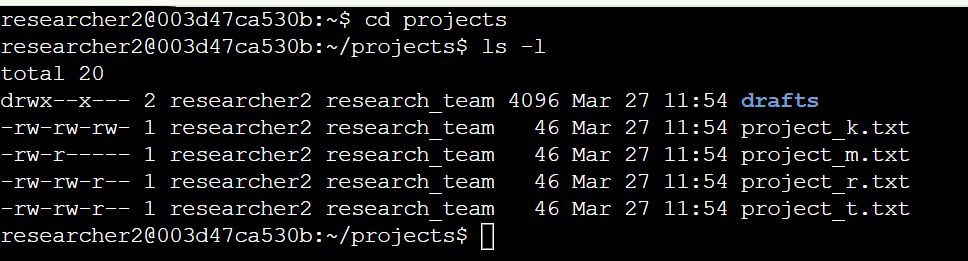 researcher2@003d47ca530b:~$ cd projects
researcher2@003d47ca530b:~/projects$ ls -l
total 20
drwx--x--- 2 researcher2 research_team 4096 Mar 27 11:54 drafts
-rw-rw-rw- 1 researcher2 research_team   46 Mar 27 11:54 project_k.txt
-rw-r----- 1 researcher2 research_team   46 Mar 27 11:54 project_m.txt
-rw-rw-r-- 1 researcher2 research_team   46 Mar 27 11:54 project_r.txt
-rw-rw-r-- 1 researcher2 research_team   46 Mar 27 11:54 project_t.txt
researcher2@003d47ca530b:~/projects$